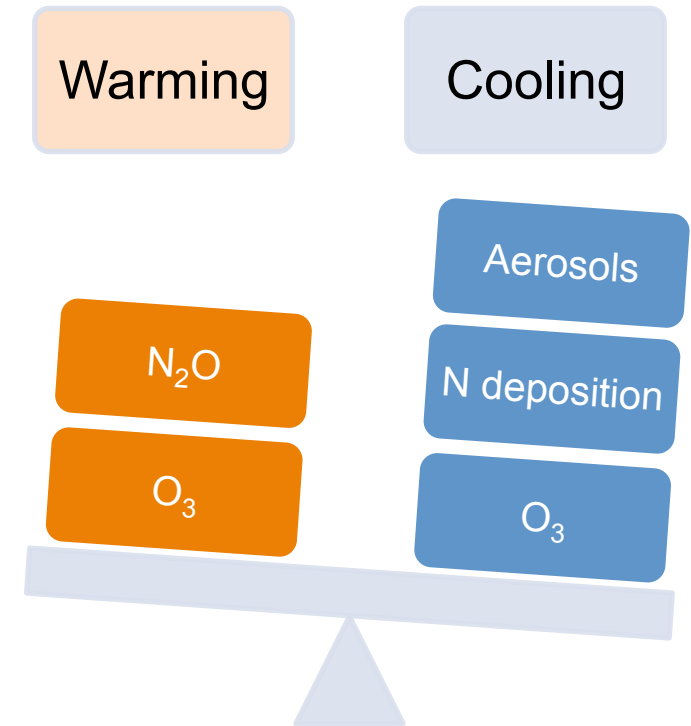 Warming
Cooling
Aerosols
N₂O
N deposition
O₃
O₃